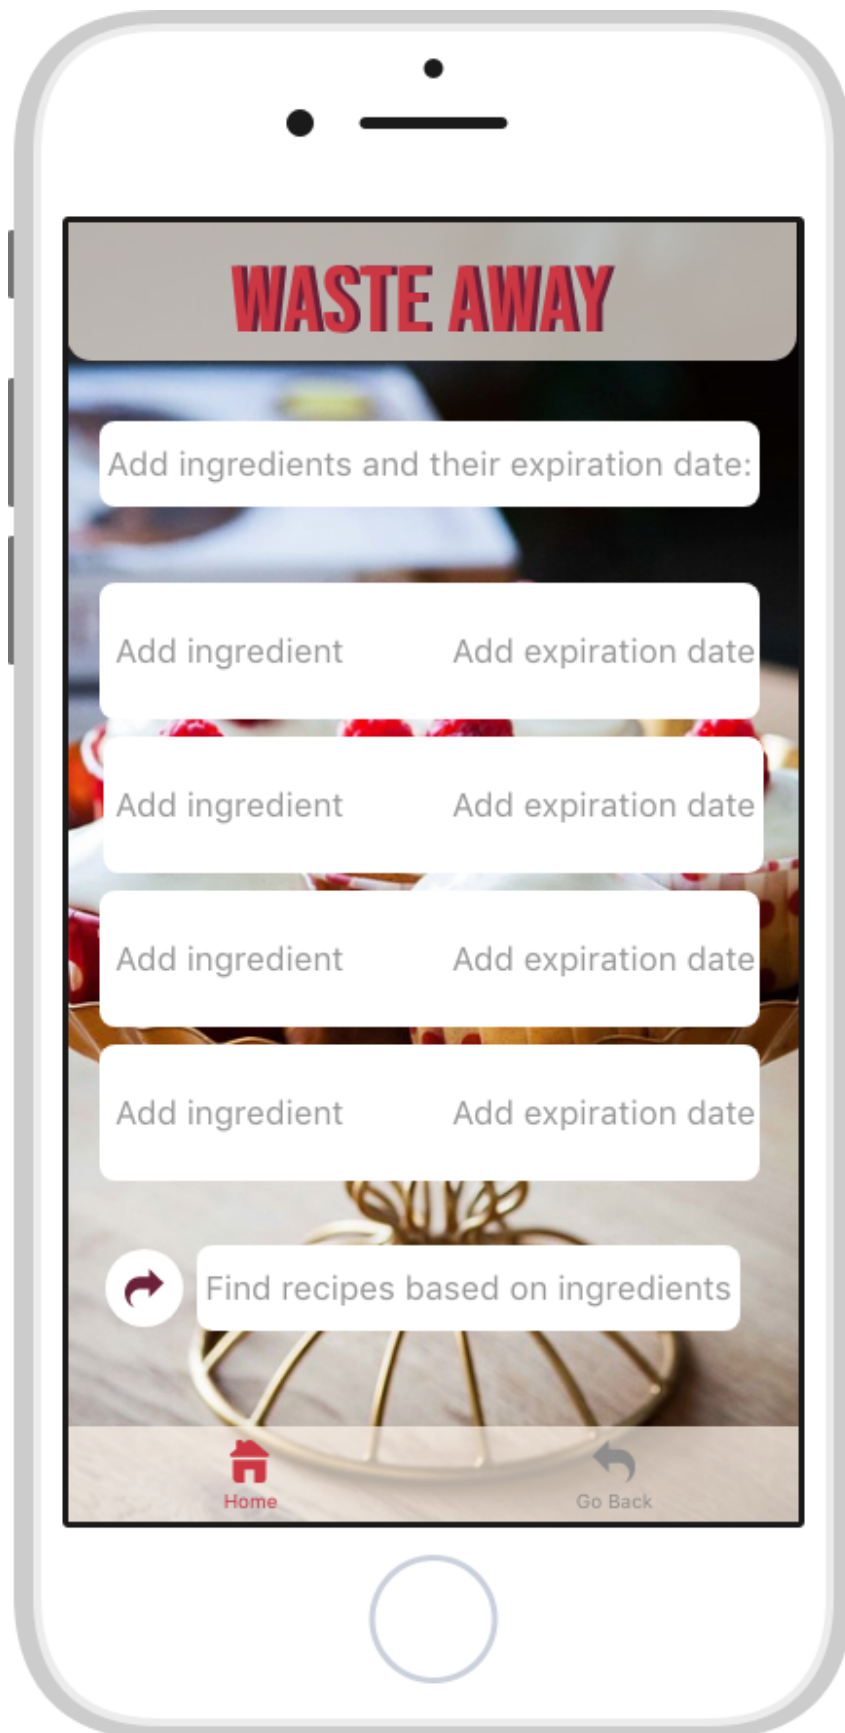 WASTE AWAY
Add ingredients and their expiration date:
Add ingredient Add expiration date
Add ingredient Add expiration date
Add ingredient Add expiration date
Add ingredient Add expiration date
Find recipes based on ingredients
Home Go Back